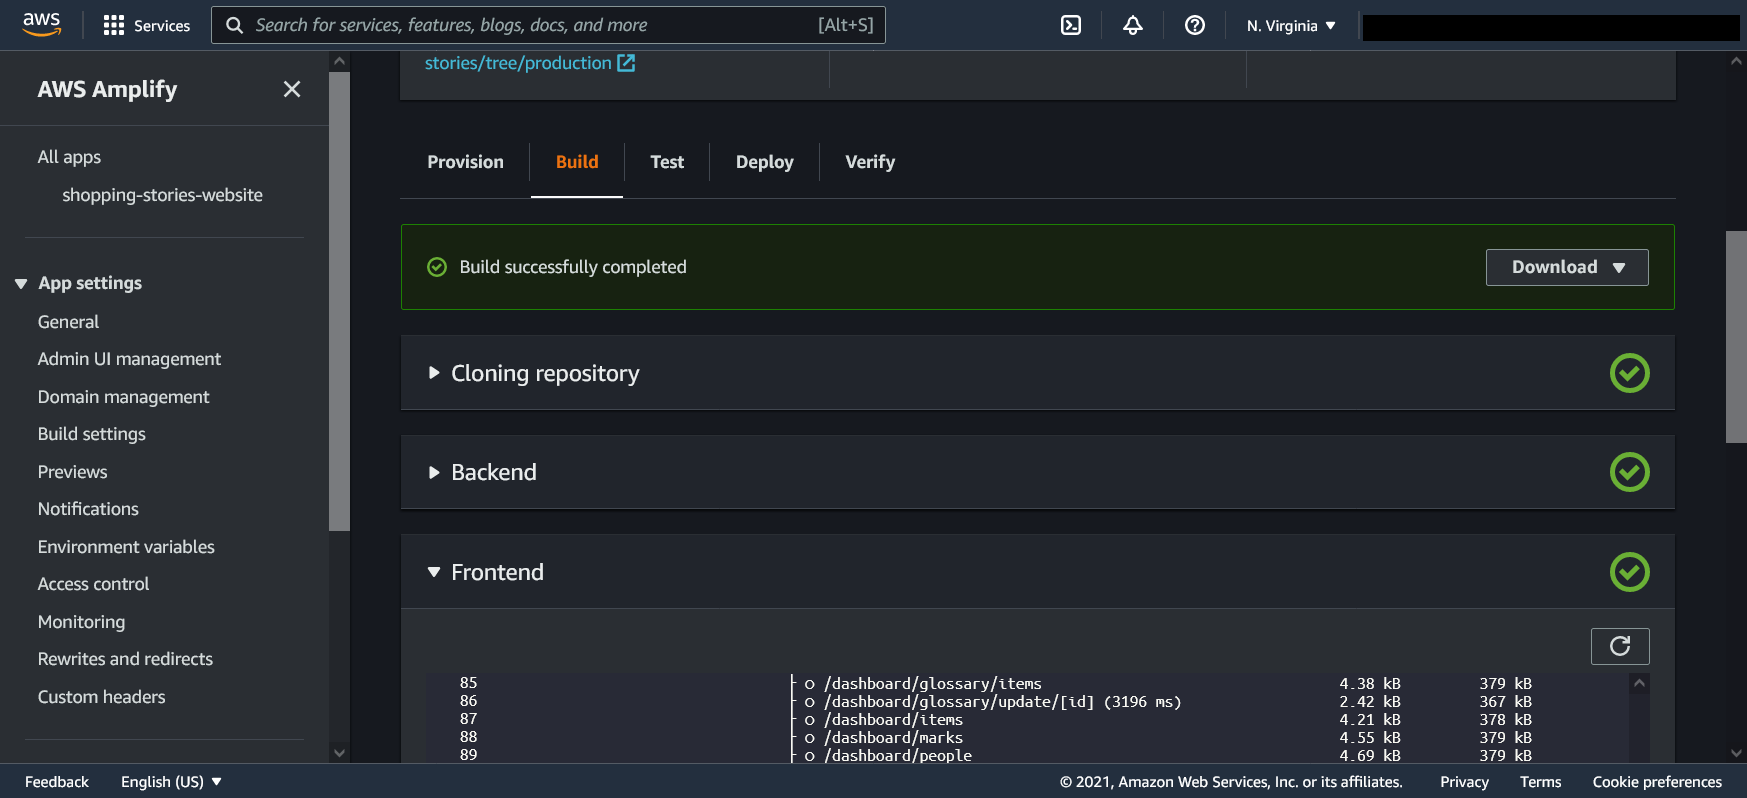 aws
Services
Search for services, features, blogs, docs, and more
[Alt+S]
N. Virginia
AWS Amplify
All apps
shopping-stories-website
App settings
General
Admin UI management
Domain management
Build settings
Previews
Notifications
Environment variables
Access control
Monitoring
Rewrites and redirects
Custom headers
stories/tree/production
Provision Build Test Deploy Verify
Build successfully completed
Download
Cloning repository
Backend
Frontend
85 ├ ○ /dashboard/glossary/items 4.38 kB 379 kB
86 ├ ○ /dashboard/glossary/update/[id] (3196 ms) 2.42 kB 367 kB
87 ├ ○ /dashboard/items 4.21 kB 378 kB
88 ├ ○ /dashboard/marks 4.55 kB 379 kB
89 ├ ○ /dashboard/people 4.69 kB 379 kB
Feedback English (US) © 2021, Amazon Web Services, Inc. or its affiliates. Privacy Terms Cookie preferences